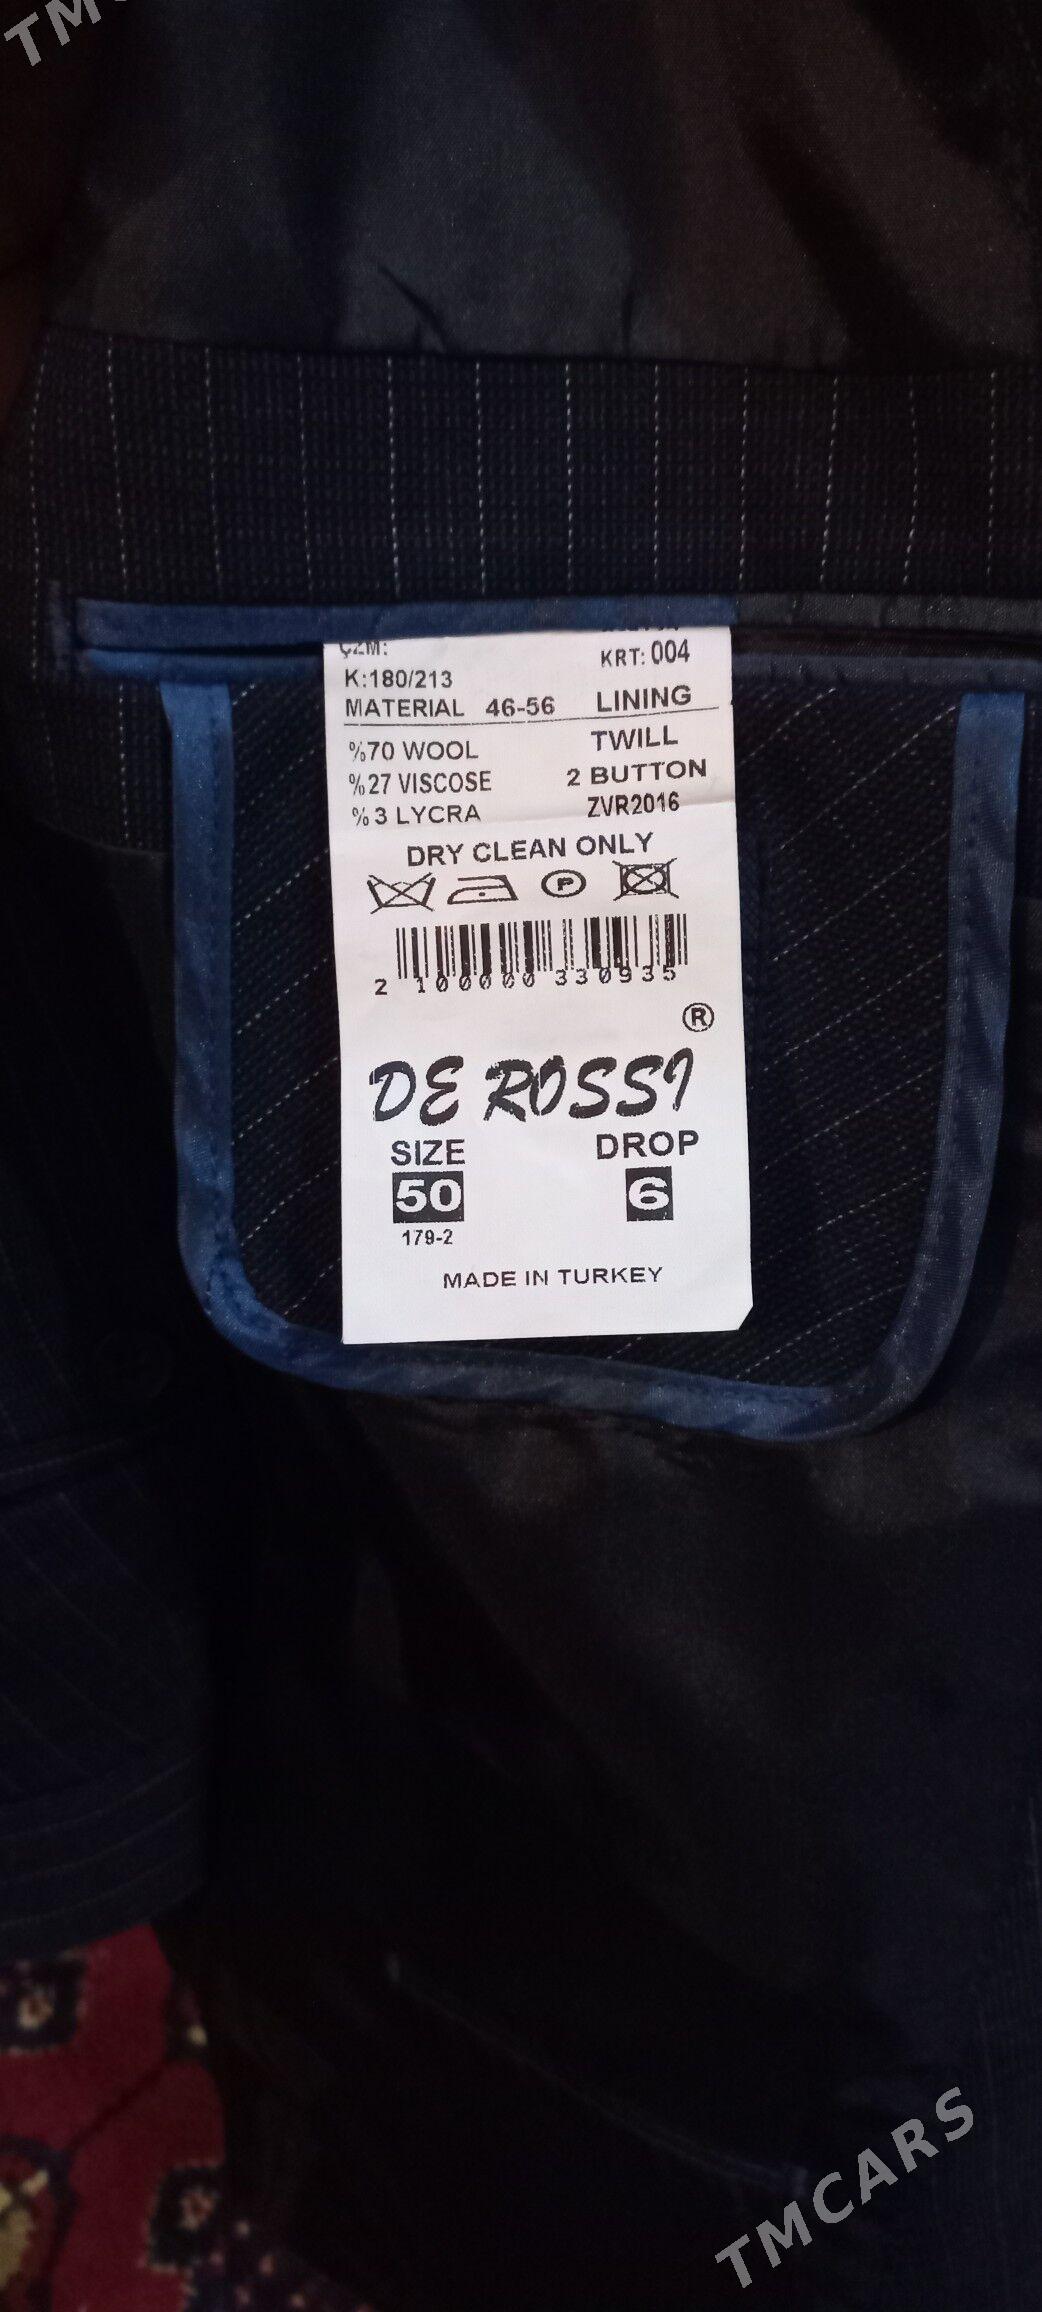 ÇZM:
KRT: 004
K:180/213
MATERIAL 46-56 LINING
%70 WOOL TWILL
%27 VISCOSE 2 BUTTON
%3 LYCRA ZVR2016
DRY CLEAN ONLY
P
2 100000 330935
®
DE ROSSI
SIZE DROP
50 6
179-2
MADE IN TURKEY
TMCARS